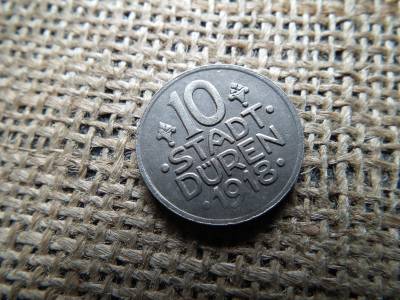 10
STADT
· DÜREN ·
· 1918 ·